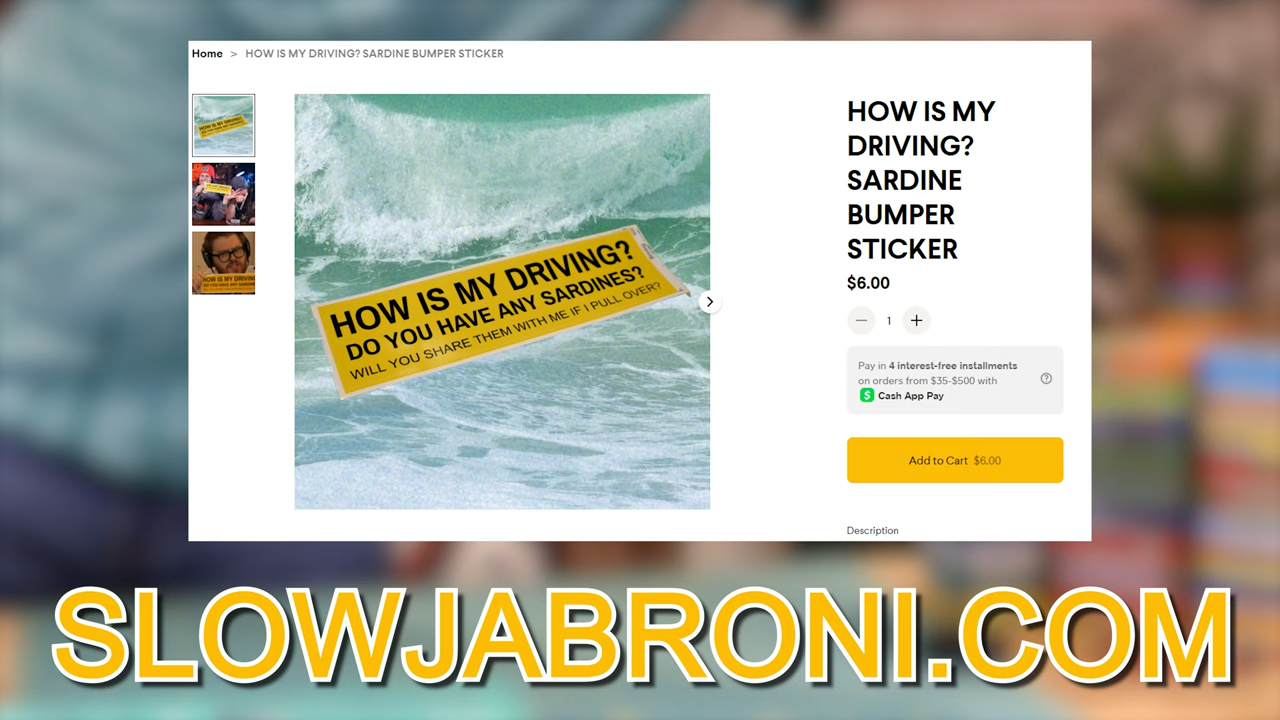 Home > HOW IS MY DRIVING? SARDINE BUMPER STICKER
HOW IS MY DRIVING?
DO YOU HAVE ANY SARDINES?
WILL YOU SHARE THEM WITH ME IF I PULL OVER?
HOW IS MY
DRIVING?
SARDINE
BUMPER
STICKER
$6.00
1
Pay in 4 interest-free installments
on orders from $35-$500 with
Cash App Pay
Add to Cart $6.00
Description
SLOWJABRONI.COM